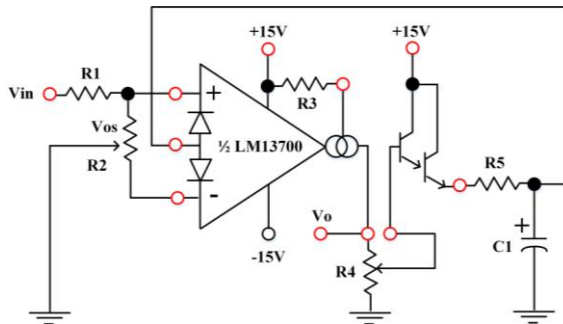 +15V
+15V
R1
R3
Vin
+
Vos
½ LM13700
R2
R5
-
+
Vo
C1
-15V
R4